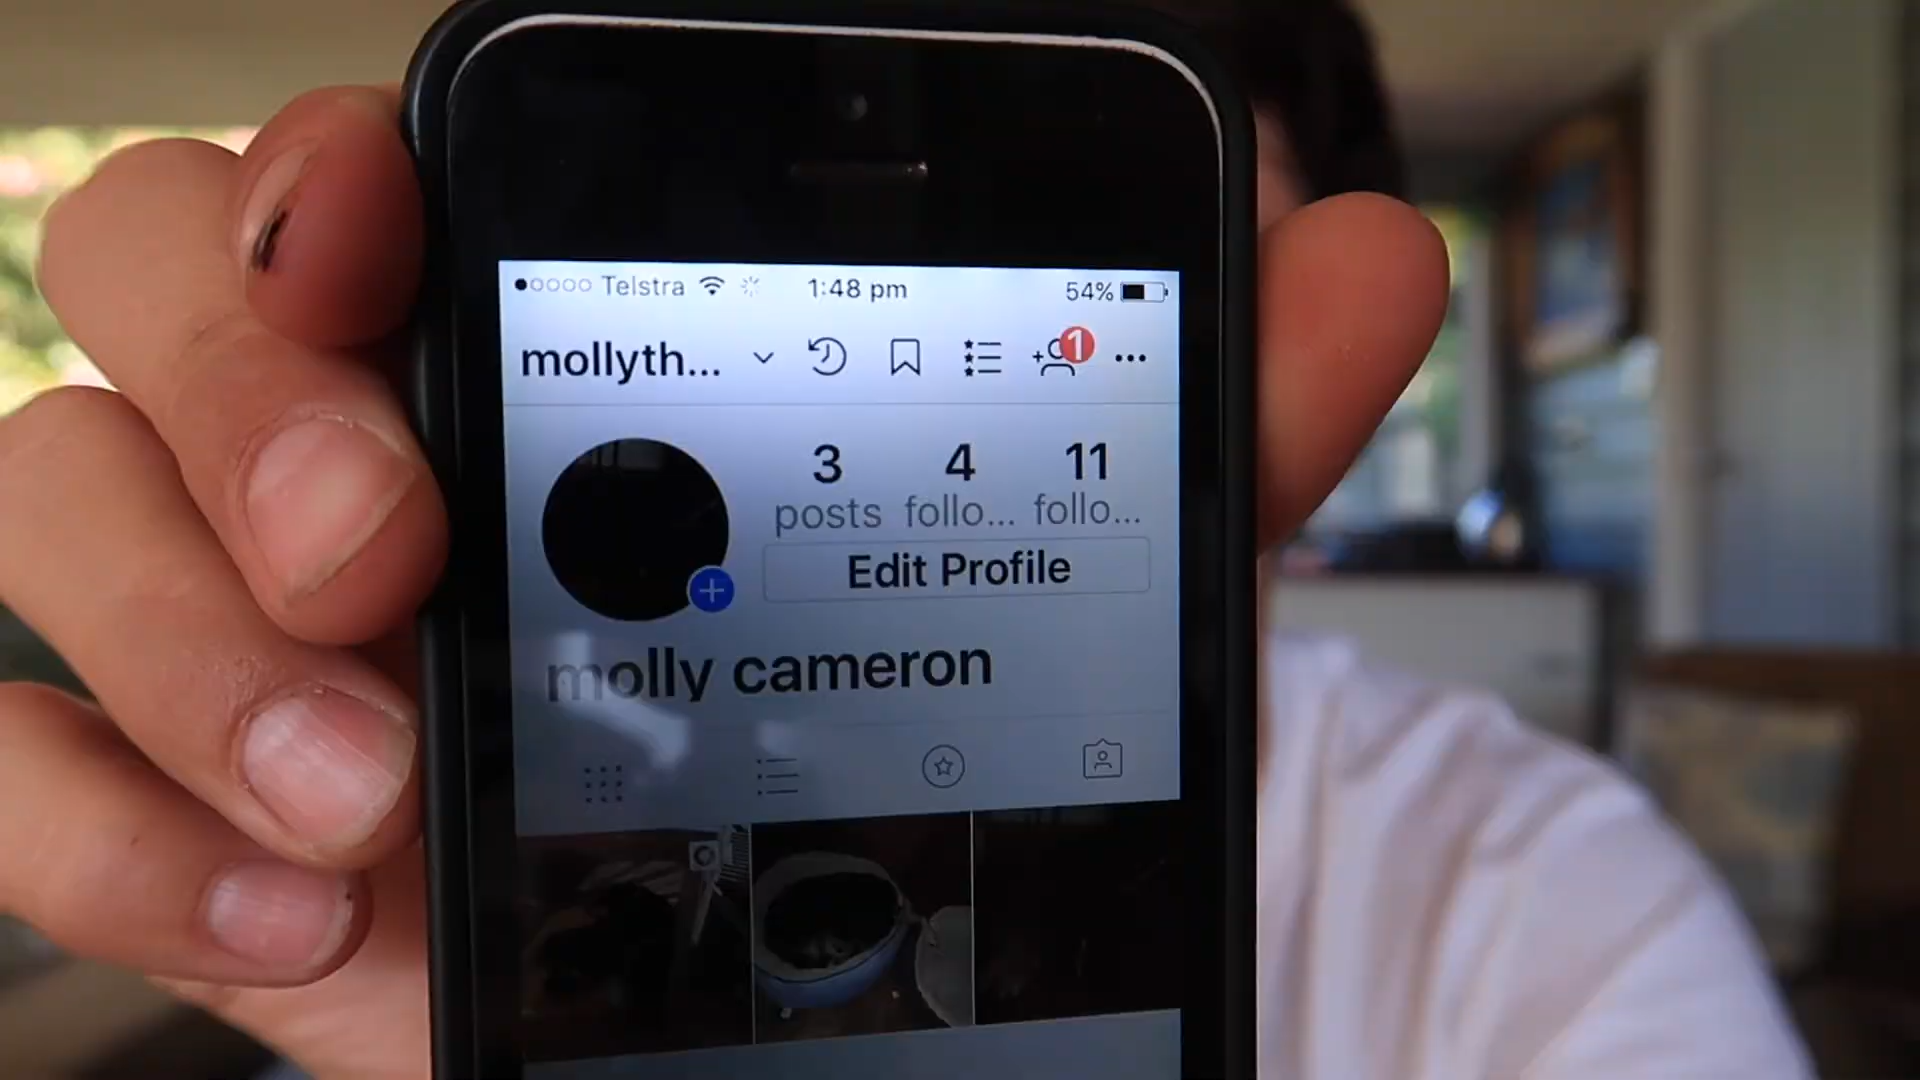 Telstra 1:48 pm 54%
mollyth... 1
3 4 11
posts follo... follo...
Edit Profile
molly cameron